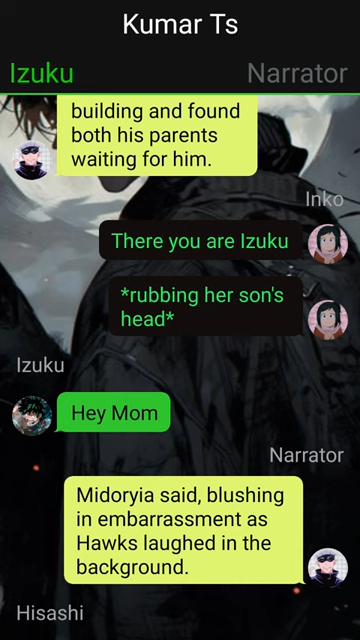 Kumar Ts
Izuku Narrator
building and found
both his parents
waiting for him.
Inko
There you are Izuku
*rubbing her son's
head*
Izuku
Hey Mom
Narrator
Midoryia said, blushing
in embarrassment as
Hawks laughed in the
background.
Hisashi